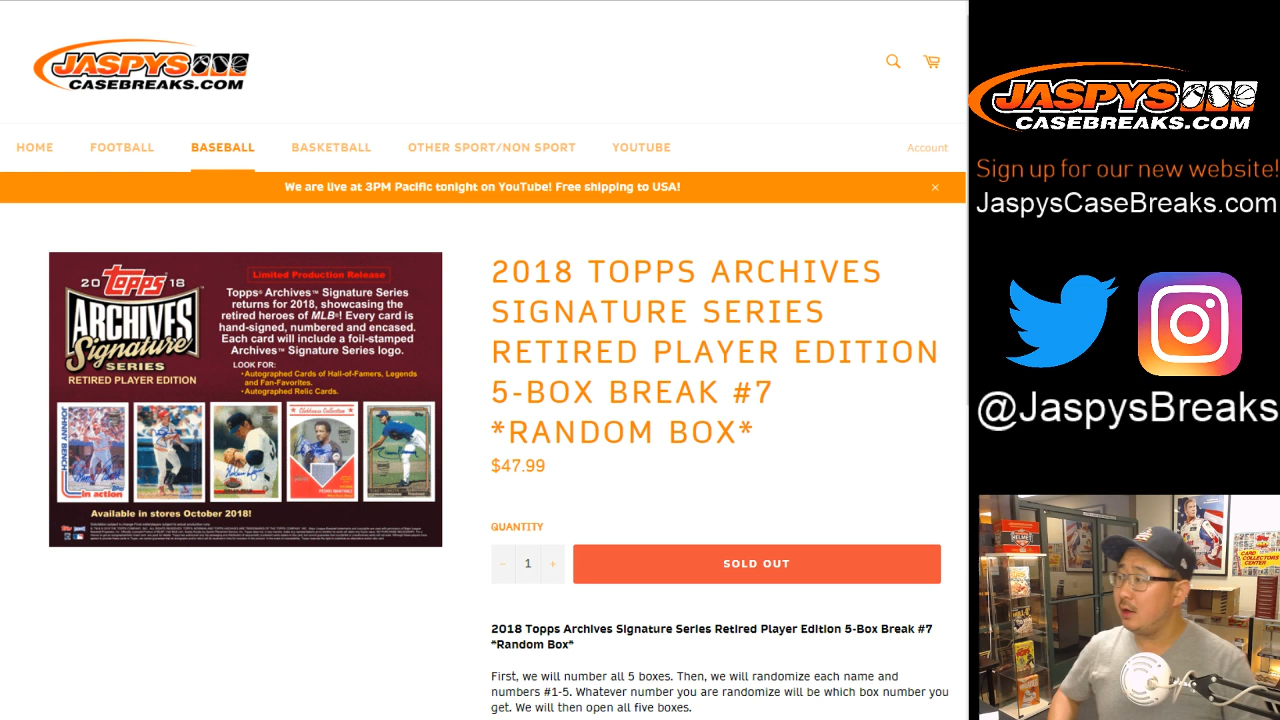 JASPYS
CASEBREAKS.COM
HOME FOOTBALL BASEBALL BASKETBALL OTHER SPORT/NON SPORT YOUTUBE Account
We are live at 3PM Pacific tonight on YouTube! Free shipping to USA! ×
2018 Topps
ARCHIVES
Signature
SERIES
RETIRED PLAYER EDITION
Limited Production Release
Topps® Archives™ Signature Series
returns for 2018, showcasing the
retired heroes of MLB®! Every card is
hand-signed, numbered and encased.
Each card will include a foil-stamped
Archives™ Signature Series logo.
LOOK FOR:
• Autographed Cards of Hall-of-Famers, Legends
and Fan-Favorites.
• Autographed Relic Cards.
JOHNNY BENCH
in action
Available in stores October 2018!
2018 TOPPS ARCHIVES
SIGNATURE SERIES
RETIRED PLAYER EDITION
5-BOX BREAK #7
*RANDOM BOX*
$47.99
QUANTITY
− 1 +
SOLD OUT
2018 Topps Archives Signature Series Retired Player Edition 5-Box Break #7
*Random Box*
First, we will number all 5 boxes. Then, we will randomize each name and
numbers #1-5. Whatever number you are randomize will be which box number you
get. We will then open all five boxes.
JASPYS
CASEBREAKS.COM
Sign up for our new website!
JaspysCaseBreaks.com
@JaspysBreaks
CARD
COLLECTORS
CENTER